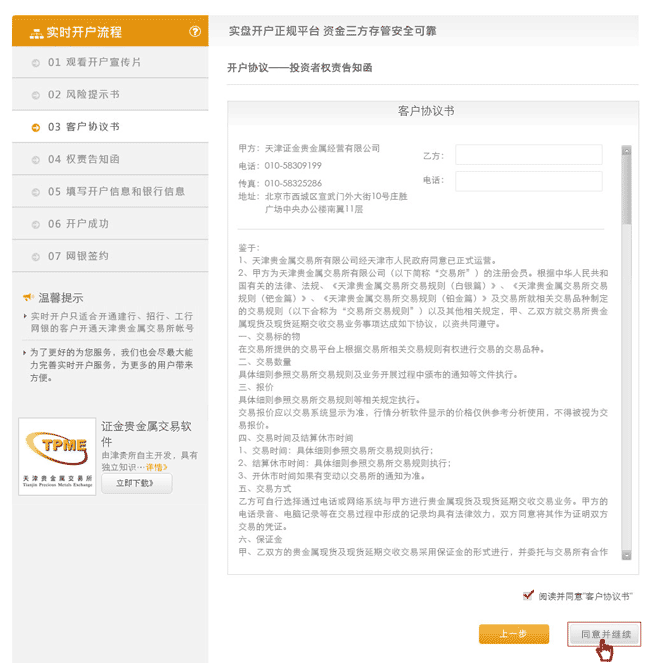 实时开户流程
?
01 观看开户宣传片
02 风险提示书
03 客户协议书
04 权责告知函
05 填写开户信息和银行信息
06 开户成功
07 网银签约
温馨提示
实时开户只适合开通建行、招行、工行
网银的客户开通天津贵金属交易所帐号
为了更好的为您服务，我们也会尽最大能
力完善实时开户服务，为更多的用户带来
方便。
TPME
天津贵金属交易所
Tianjin Precious Metals Exchange
证金贵金属交易软
件
由津贵所自主开发，具有
独立知识…详情》
立即下载》
实盘开户正规平台 资金三方存管安全可靠
开户协议——投资者权责告知函
客户协议书
甲方：天津证金贵金属经营有限公司
电话：010-58309199
传真：010-58325286
地址：北京市西城区宣武门外大街10号庄胜
广场中央办公楼南翼11层
乙方：
电话：
鉴于：
1、天津贵金属交易所有限公司经天津市人民政府同意已正式运营。
2、甲方为天津贵金属交易所有限公司（以下简称“交易所”）的注册会员。根据中华人民共和
国有关的法律、法规、《天津贵金属交易所交易规则（白银篇）》、《天津贵金属交易所交易
规则（钯金篇）》、《天津贵金属交易所交易规则（铂金篇）》及交易所就相关交易品种制定
的交易规则（以下合称为“交易所交易规则”）以及其他相关规定，甲、乙双方就交易所贵金
属现货及现货延期交收交易业务事项达成如下协议，以资共同遵守。
一、交易标的物
在交易所提供的交易平台上根据交易所相关交易规则有权进行交易的交易品种。
二、交易数量
具体细则参照交易所交易规则及业务开展过程中颁布的通知等文件执行。
三、报价
具体细则参照交易所交易规则等相关规定执行。
交易报价应以交易系统显示为准，行情分析软件显示的价格仅供参考分析使用，不得被视为交
易报价。
四、交易时间及结算休市时间
1、交易时间：具体细则参照交易所交易规则执行；
2、结算休市时间：具体细则参照交易所交易规则执行；
3、开休市时间如果有变动以交易所的通知为准。
五、交易方式
乙方可自行选择通过电话或网络系统与甲方进行贵金属现货及现货延期交收交易业务。甲方的
电话录音、电脑记录等在交易过程中形成的记录均具有法律效力，双方同意将其作为证明双方
交易的凭证。
六、保证金
甲、乙双方的贵金属现货及现货延期交收交易采用保证金的形式进行，并委托与交易所有合作
阅读并同意"客户协议书"
上一步
同意并继续